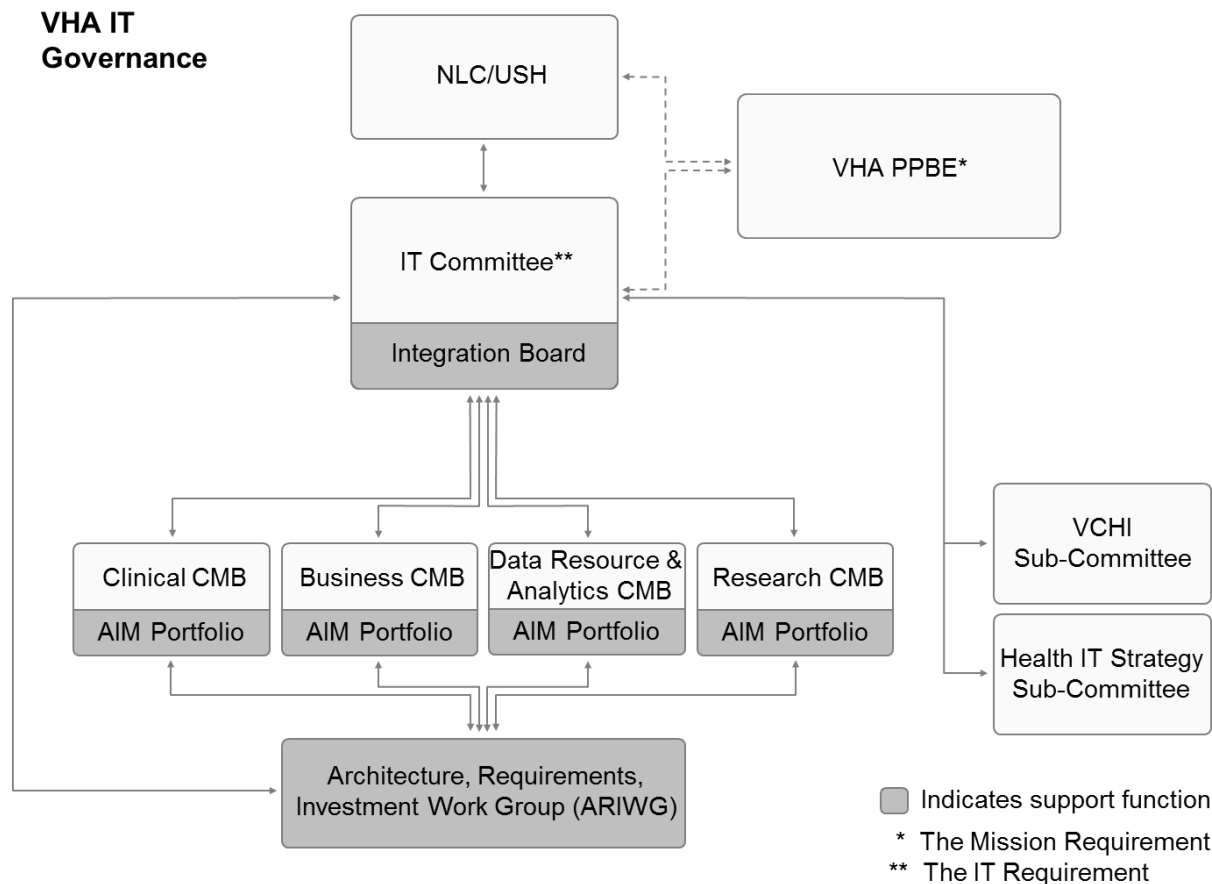 VHA IT
Governance
NLC/USH
VHA PPBE*
IT Committee**
Integration Board
Clinical CMB
AIM Portfolio
Business CMB
AIM Portfolio
Data Resource &
Analytics CMB
AIM Portfolio
Research CMB
AIM Portfolio
VCHI
Sub-Committee
Health IT Strategy
Sub-Committee
Architecture, Requirements,
Investment Work Group (ARIWG)
Indicates support function
* The Mission Requirement
** The IT Requirement